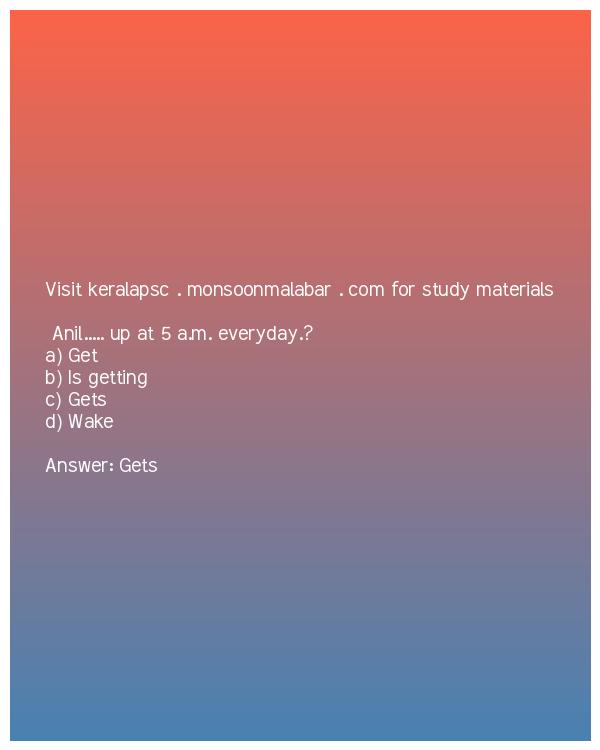 Visit keralapsc . monsoonmalabar . com for study materials
Anil..... up at 5 a.m. everyday.?
a) Get
b) Is getting
c) Gets
d) Wake
Answer: Gets